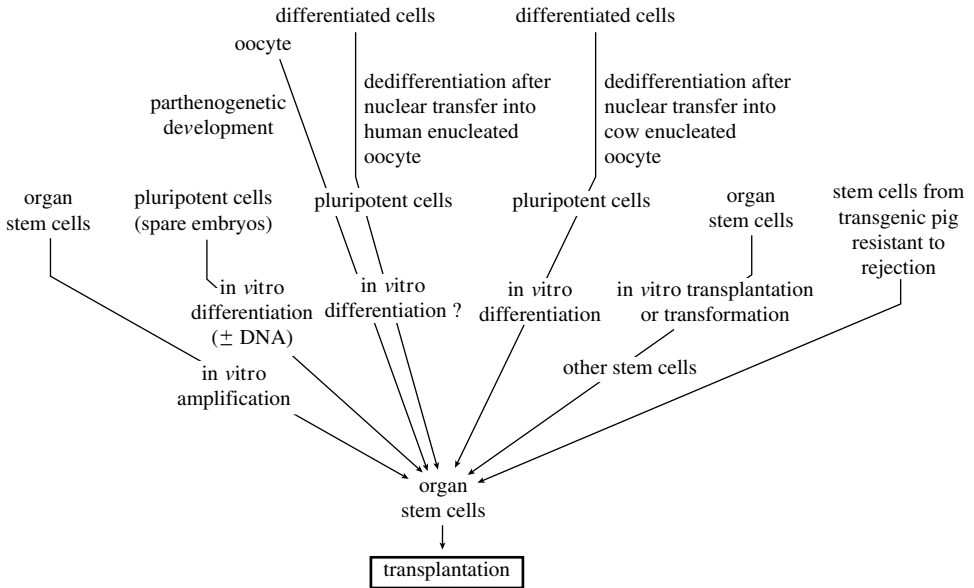 differentiated cells
differentiated cells
oocyte
parthenogenetic
development
dedifferentiation after
nuclear transfer into
human enucleated
oocyte
dedifferentiation after
nuclear transfer into
cow enucleated
oocyte
organ
stem cells
pluripotent cells
(spare embryos)
pluripotent cells
pluripotent cells
organ
stem cells
stem cells from
transgenic pig
resistant to
rejection
in vitro
differentiation
(± DNA)
in vitro
differentiation ?
in vitro
differentiation
in vitro transplantation
or transformation
in vitro
amplification
other stem cells
organ
stem cells
transplantation